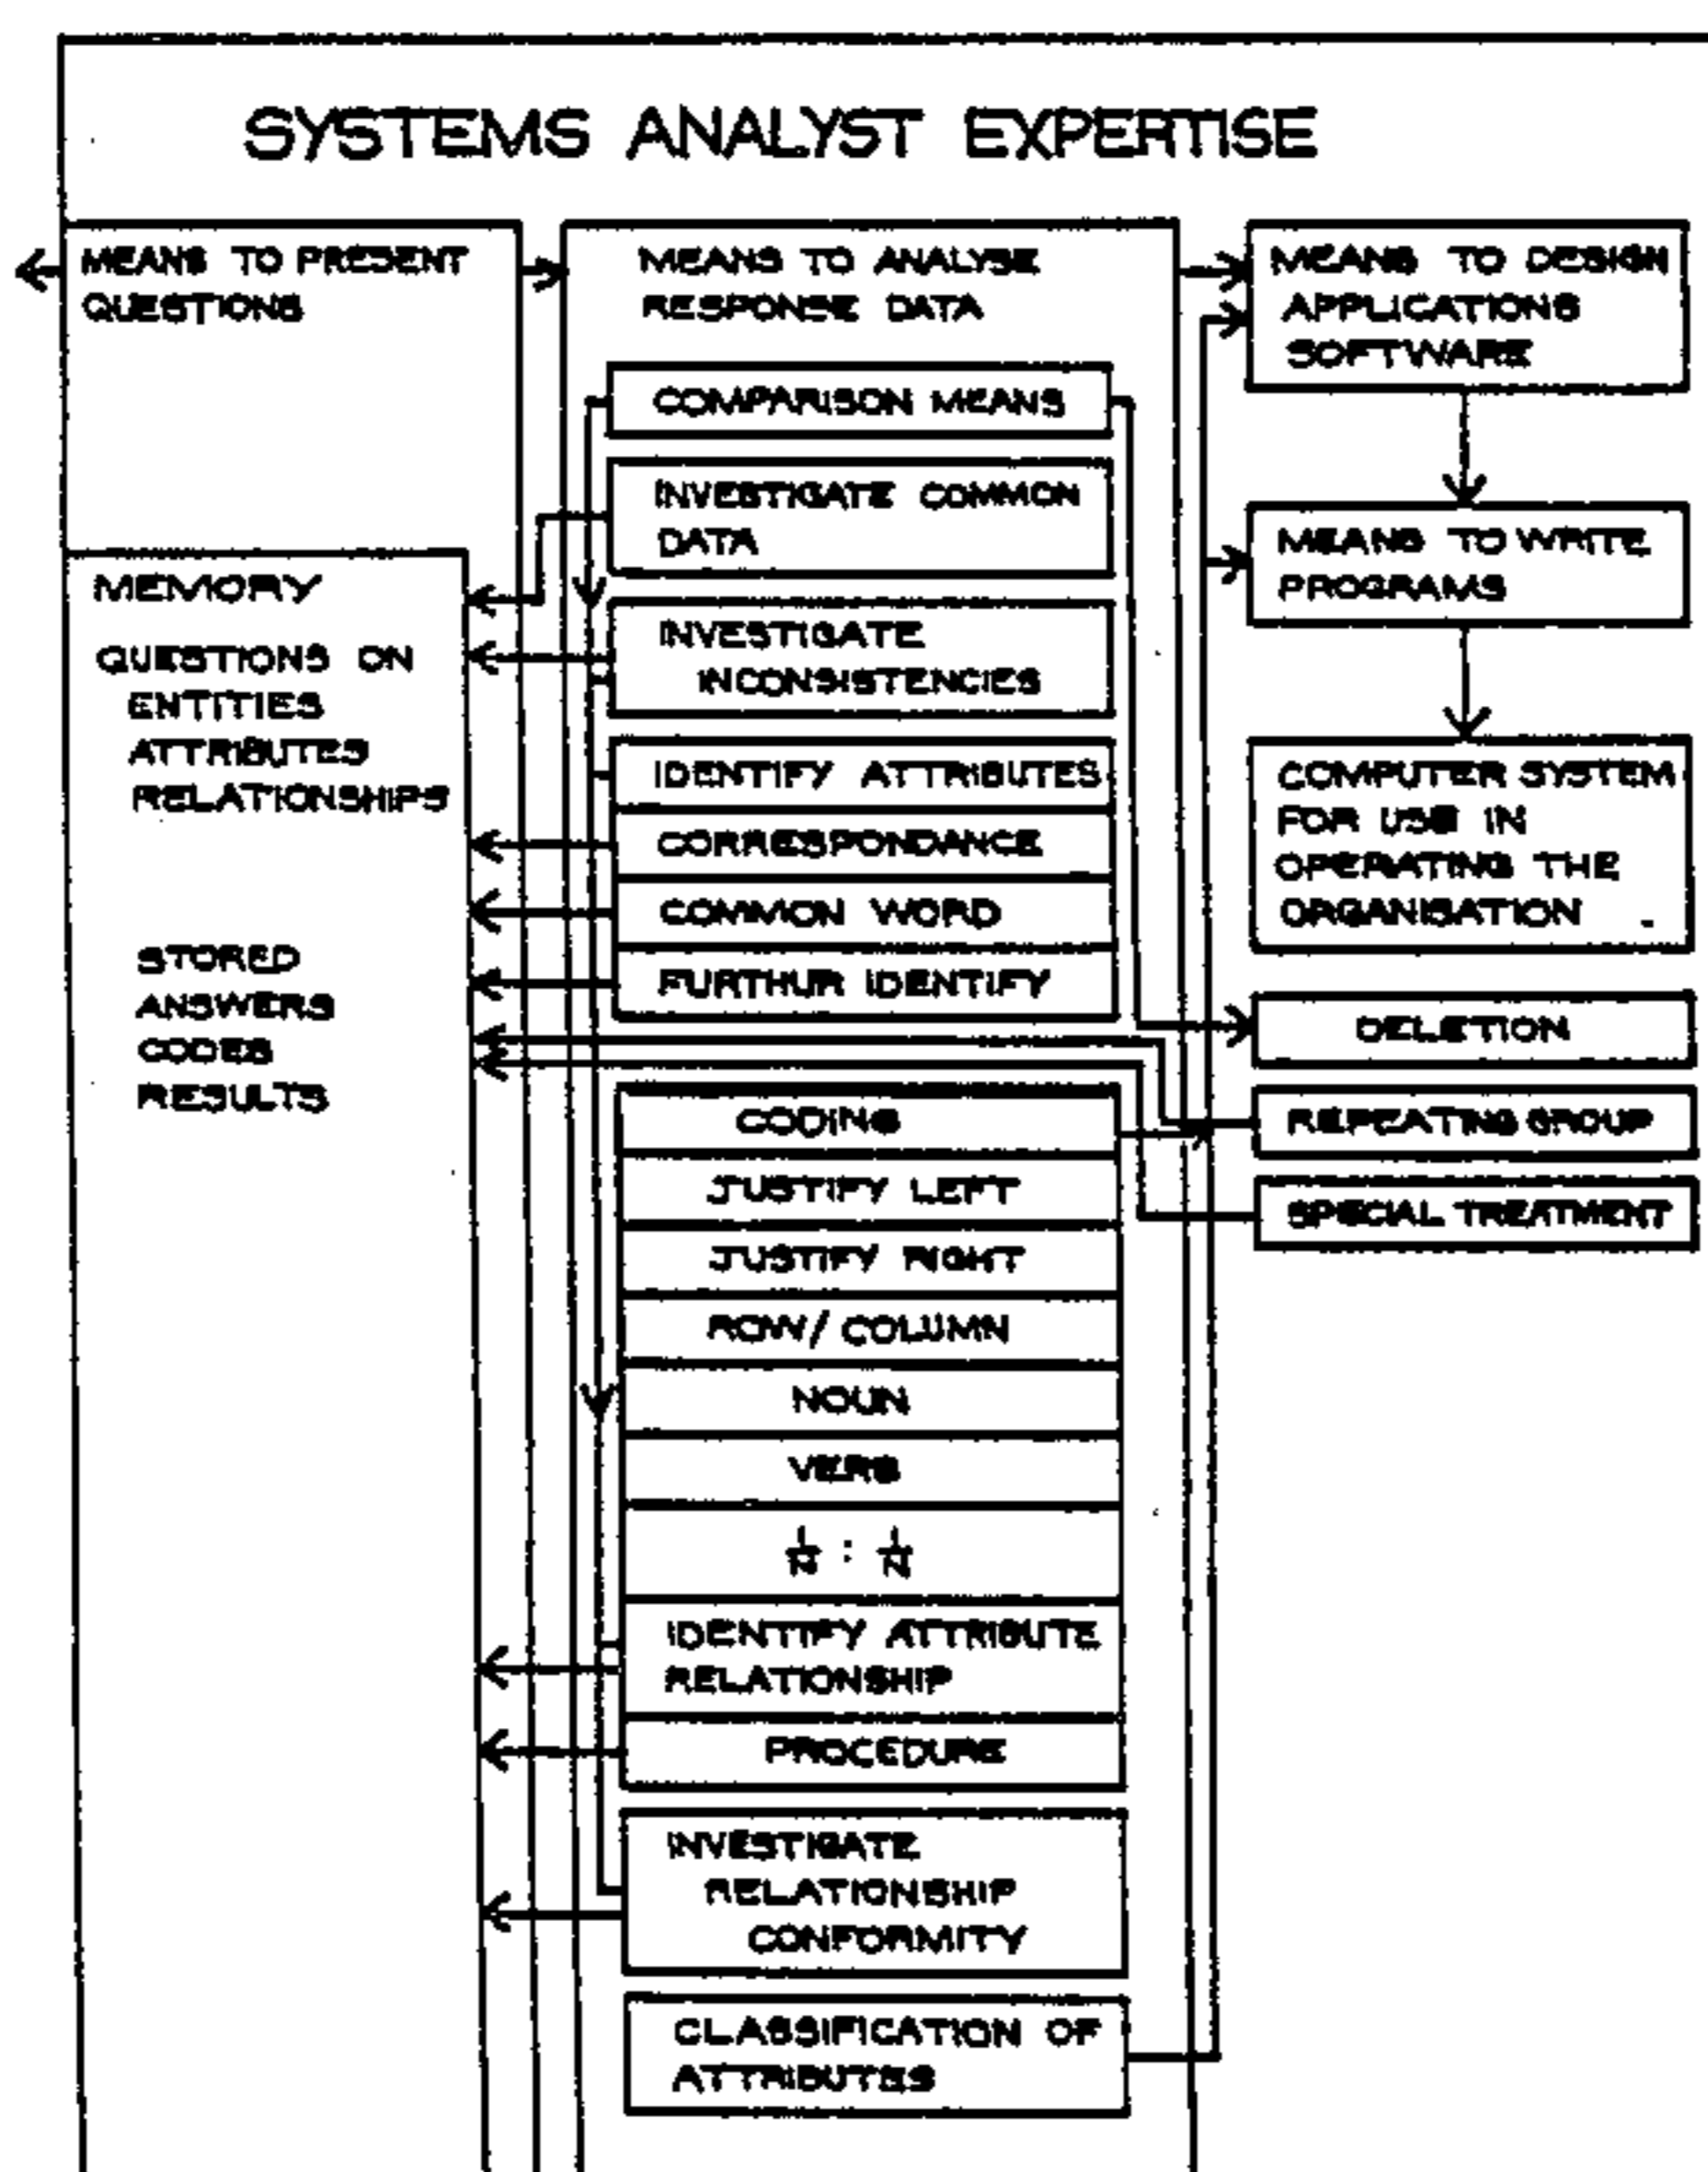 SYSTEMS ANALYST EXPERTISE
MEANS TO PRESENT
QUESTIONS
MEMORY
QUESTIONS ON
ENTITIES
ATTRIBUTES
RELATIONSHIPS
STORED
ANSWERS
CODES
RESULTS
MEANS TO ANALYSE
RESPONSE DATA
COMPARISON MEANS
INVESTIGATE COMMON
DATA
INVESTIGATE
INCONSISTENCIES
IDENTIFY ATTRIBUTES
CORRESPONDANCE
COMMON WORD
FURTHUR IDENTIFY
CODING
JUSTIFY LEFT
JUSTIFY RIGHT
ROW/COLUMN
NOUN
VERB
1/N : 1/N
IDENTIFY ATTRIBUTE
RELATIONSHIP
PROCEDURE
INVESTIGATE
RELATIONSHIP
CONFORMITY
CLASSIFICATION OF
ATTRIBUTES
MEANS TO DESIGN
APPLICATIONS
SOFTWARE
MEANS TO WRITE
PROGRAMS
COMPUTER SYSTEM
FOR USE IN
OPERATING THE
ORGANISATION
DELETION
REPEATING GROUP
SPECIAL TREATMENT